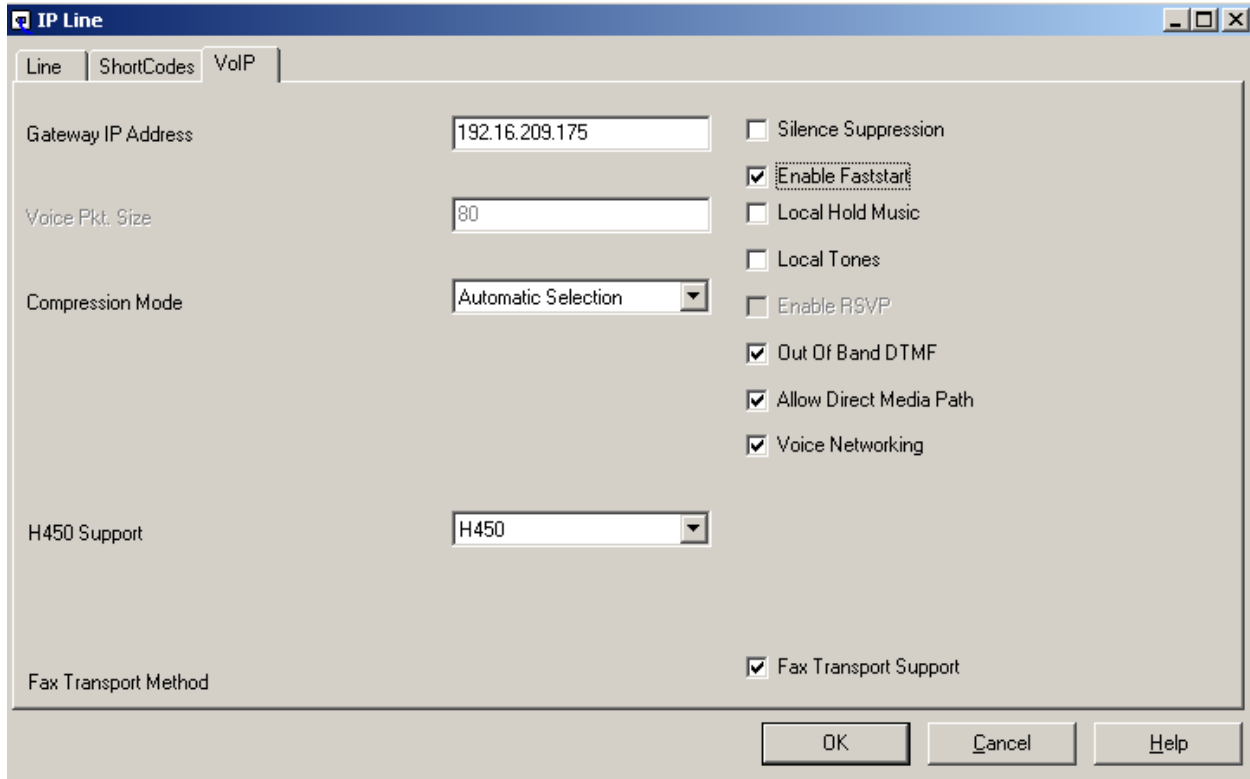 IP Line
Line ShortCodes VoIP
Gateway IP Address 192.16.209.175 Silence Suppression
Enable Faststart
Voice Pkt. Size 80 Local Hold Music
Local Tones
Compression Mode Automatic Selection Enable RSVP
Out Of Band DTMF
Allow Direct Media Path
Voice Networking
H450 Support H450
Fax Transport Support
Fax Transport Method
OK Cancel Help